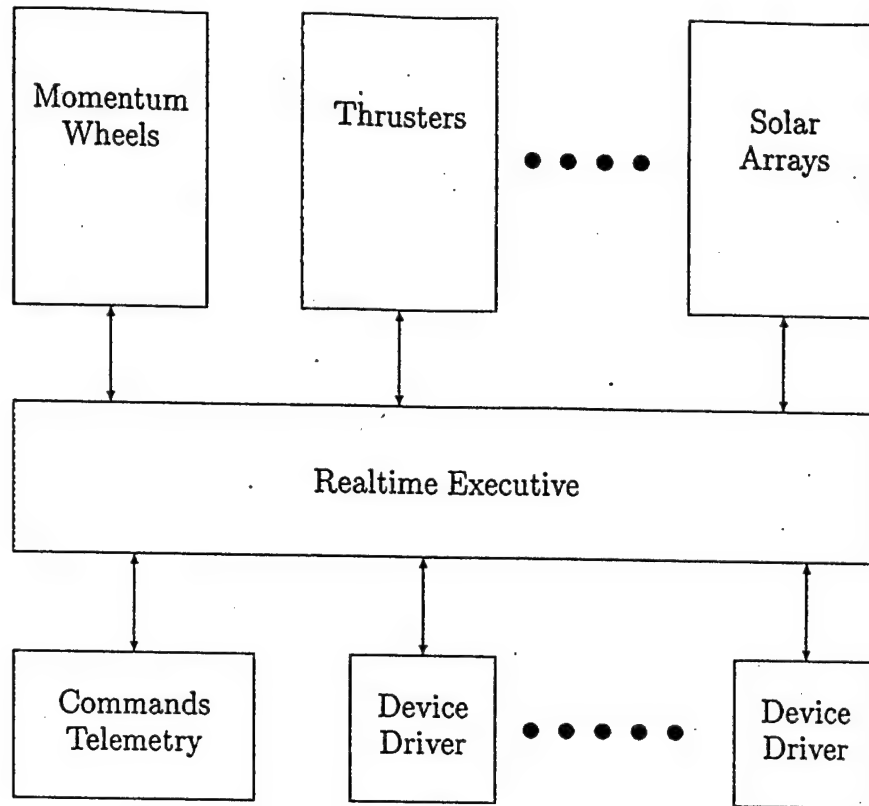 Momentum
Wheels
Thrusters
Solar
Arrays
Realtime Executive
Commands
Telemetry
Device
Driver
Device
Driver